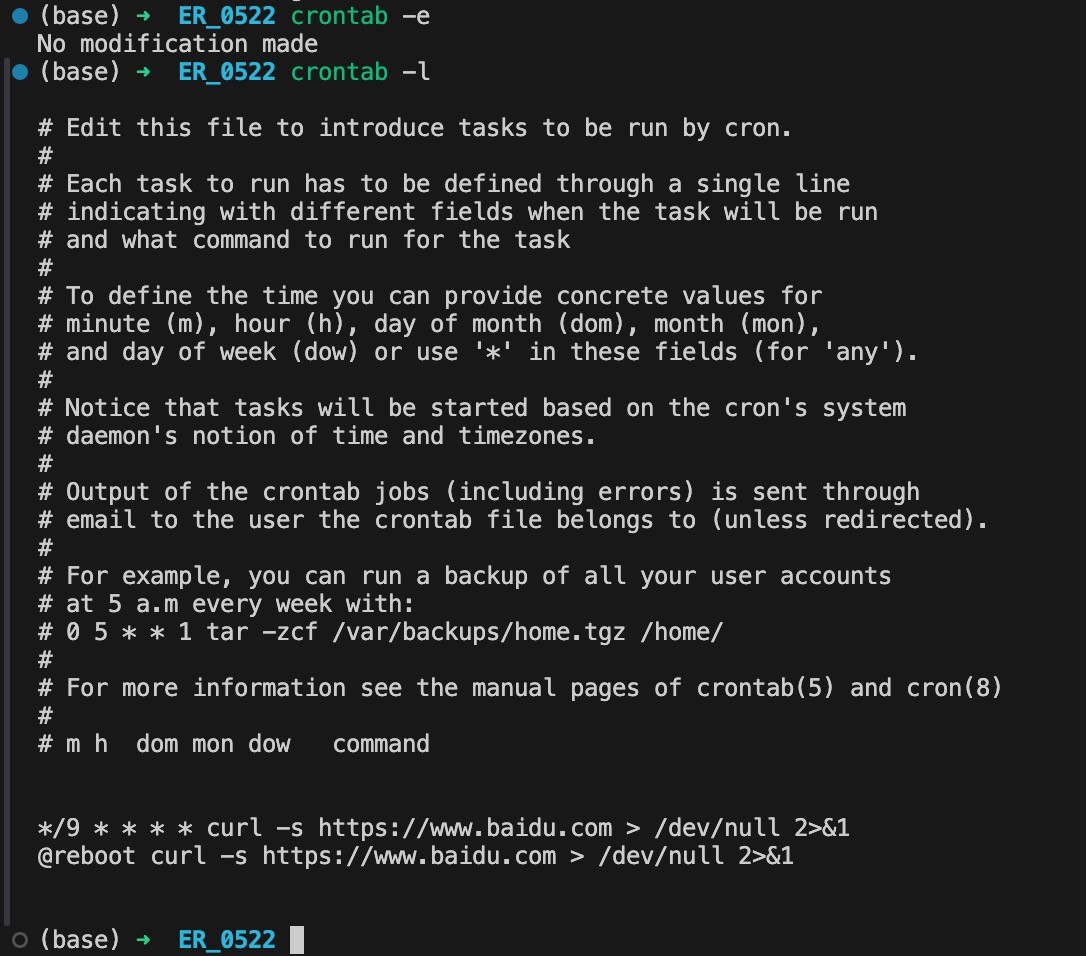 (base) ➜ ER_0522 crontab -e
No modification made
(base) ➜ ER_0522 crontab -l
# Edit this file to introduce tasks to be run by cron.
#
# Each task to run has to be defined through a single line
# indicating with different fields when the task will be run
# and what command to run for the task
#
# To define the time you can provide concrete values for
# minute (m), hour (h), day of month (dom), month (mon),
# and day of week (dow) or use '*' in these fields (for 'any').
#
# Notice that tasks will be started based on the cron's system
# daemon's notion of time and timezones.
#
# Output of the crontab jobs (including errors) is sent through
# email to the user the crontab file belongs to (unless redirected).
#
# For example, you can run a backup of all your user accounts
# at 5 a.m every week with:
# 0 5 * * 1 tar -zcf /var/backups/home.tgz /home/
#
# For more information see the manual pages of crontab(5) and cron(8)
#
# m h  dom mon dow   command
*/9 * * * * curl -s https://www.baidu.com > /dev/null 2>&1
@reboot curl -s https://www.baidu.com > /dev/null 2>&1
(base) ➜ ER_0522